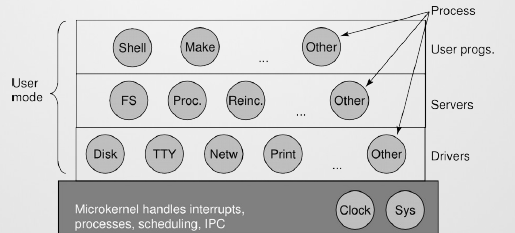 Process
Shell Make ... Other User progs.
User
mode
FS Proc. Reinc. ... Other Servers
Disk TTY Netw Print ... Other Drivers
Microkernel handles interrupts,
processes, scheduling, IPC
Clock Sys